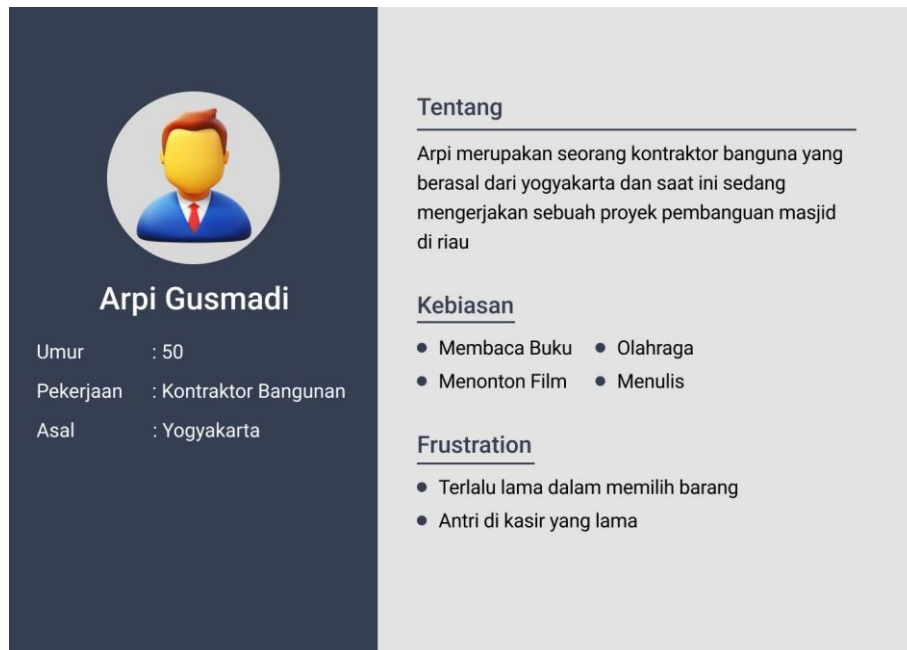 Arpi Gusmadi
Umur : 50
Pekerjaan : Kontraktor Bangunan
Asal : Yogyakarta
Tentang
Arpi merupakan seorang kontraktor banguna yang
berasal dari yogyakarta dan saat ini sedang
mengerjakan sebuah proyek pembanguan masjid
di riau
Kebiasan
Membaca Buku
Olahraga
Menonton Film
Menulis
Frustration
Terlalu lama dalam memilih barang
Antri di kasir yang lama